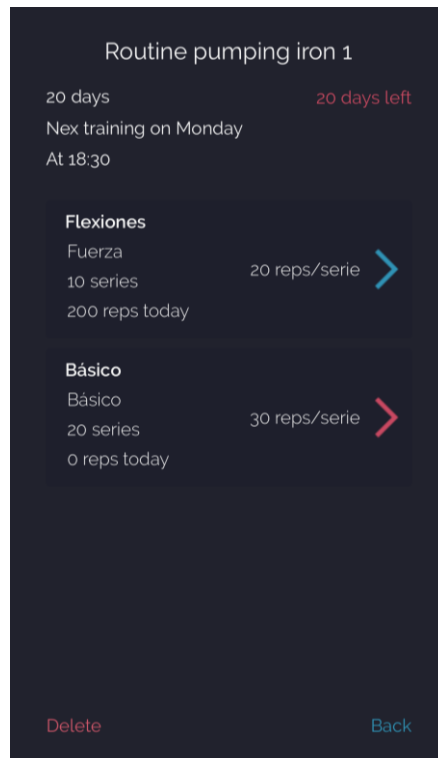 Routine pumping iron 1
20 days
20 days left
Nex training on Monday
At 18:30
Flexiones
Fuerza
10 series
200 reps today
20 reps/serie
Básico
Básico
20 series
0 reps today
30 reps/serie
Delete
Back